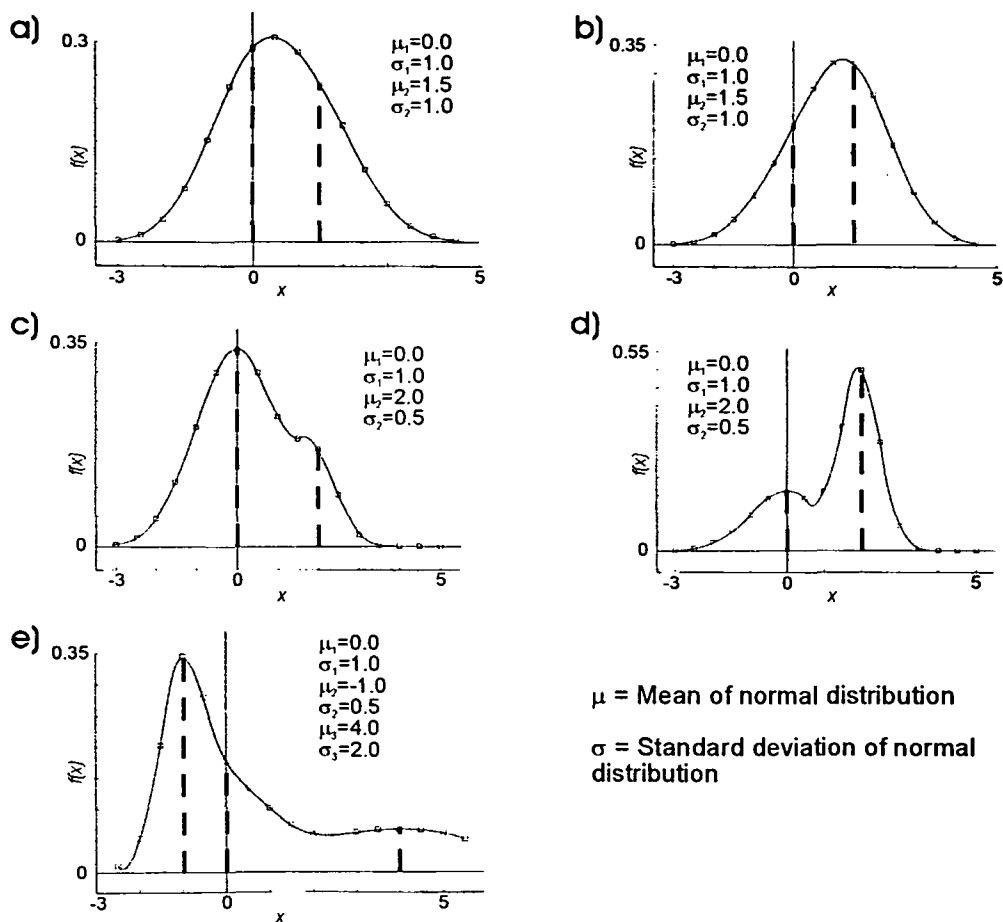 a)
0.3
f(x)
0
-3
0
5
x
μ₁=0.0
σ₁=1.0
μ₂=1.5
σ₂=1.0
b)
0.35
f(x)
0
-3
0
5
x
μ₁=0.0
σ₁=1.0
μ₂=1.5
σ₂=1.0
c)
0.35
f(x)
0
-3
0
5
x
μ₁=0.0
σ₁=1.0
μ₂=2.0
σ₂=0.5
d)
0.55
f(x)
0
-3
0
5
x
μ₁=0.0
σ₁=1.0
μ₂=2.0
σ₂=0.5
e)
0.35
f(x)
0
-3
0
5
x
μ₁=0.0
σ₁=1.0
μ₂=-1.0
σ₂=0.5
μ₃=4.0
σ₃=2.0
μ = Mean of normal distribution
σ = Standard deviation of normal
distribution